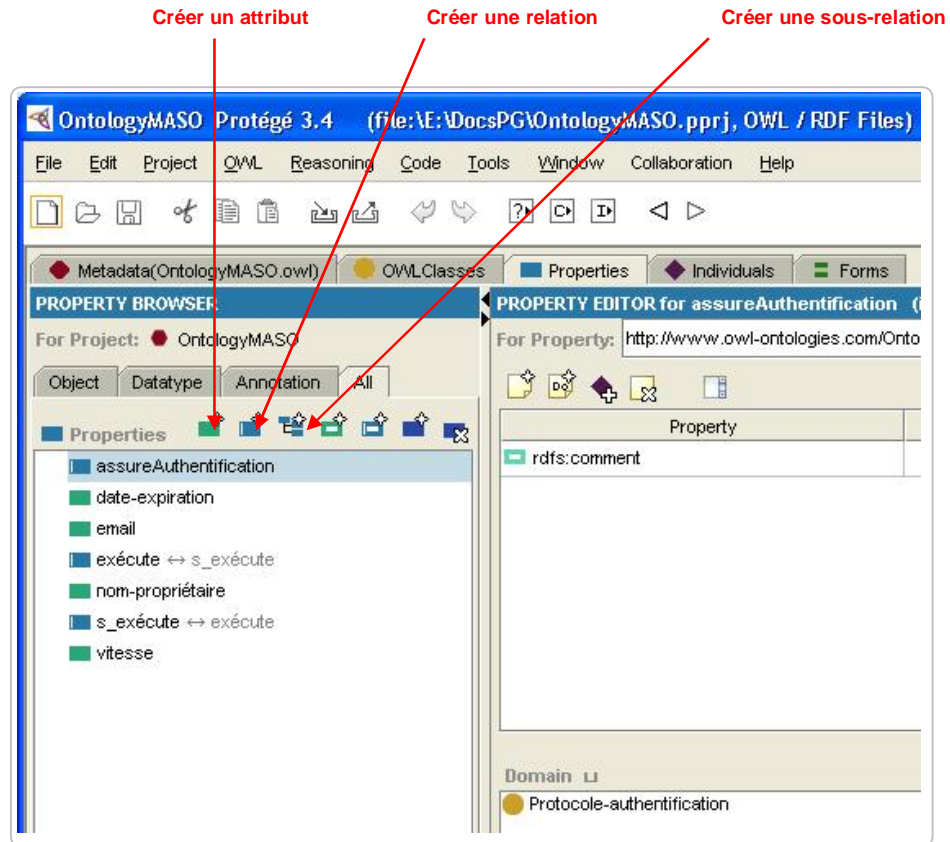 Créer un attribut Créer une relation Créer une sous-relation
OntologyMASO Protégé 3.4 (file:\E:\DocsPG\OntologyMASO.pprj, OWL / RDF Files)
File Edit Project OWL Reasoning Code Tools Window Collaboration Help
Metadata(OntologyMASO.owl) OWLClasses Properties Individuals Forms
PROPERTY BROWSER
For Project: OntologyMASO
Object Datatype Annotation All
Properties
assureAuthentification
date-expiration
email
exécute ↔ s_exécute
nom-propriétaire
s_exécute ↔ exécute
vitesse
PROPERTY EDITOR for assureAuthentification (i
For Property: http://www.owl-ontologies.com/Onto
Property
rdfs:comment
Domain ⊔
Protocole-authentification